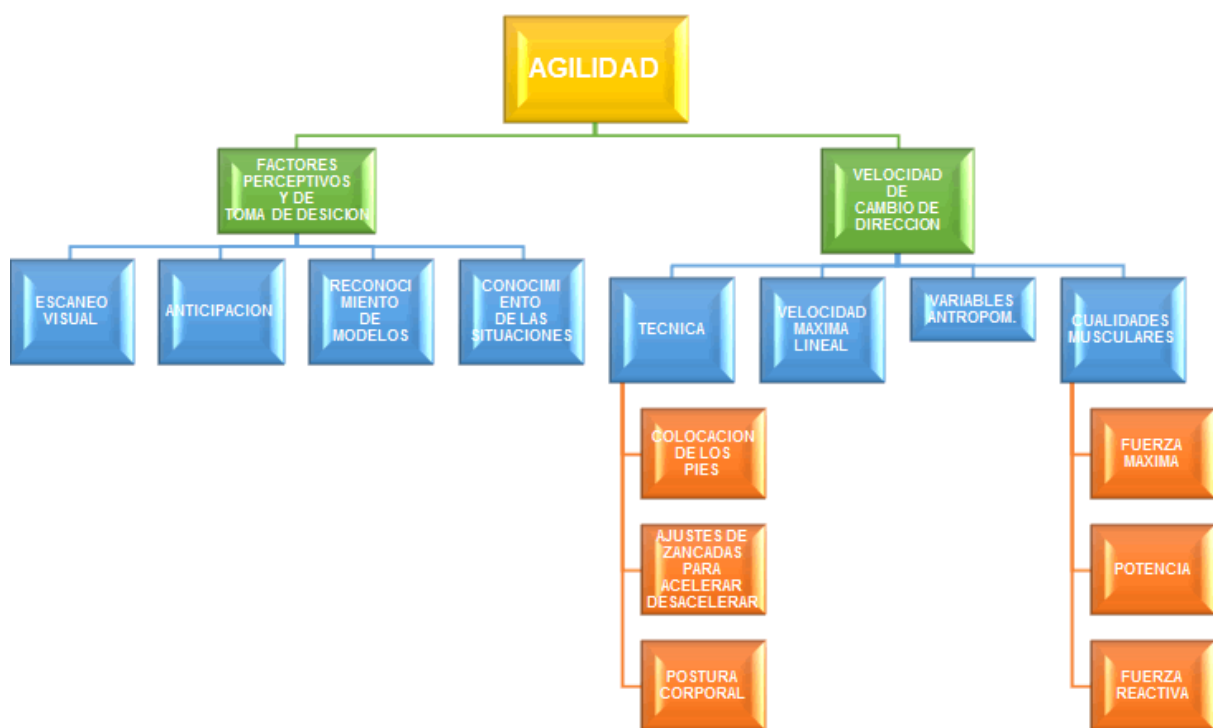 AGILIDAD
FACTORES
PERCEPTIVOS
Y DE
TOMA DE DESICION
VELOCIDAD
DE
CAMBIO DE
DIRECCION
ESCANEO
VISUAL
ANTICIPACION
RECONOCI
MIENTO
DE
MODELOS
CONOCIMI
ENTO
DE LAS
SITUACIONES
TECNICA
VELOCIDAD
MAXIMA
LINEAL
VARIABLES
ANTROPOM.
CUALIDADES
MUSCULARES
COLOCACION
DE LOS
PIES
AJUSTES DE
ZANCADAS
PARA
ACELERAR
DESACELERAR
POSTURA
CORPORAL
FUERZA
MAXIMA
POTENCIA
FUERZA
REACTIVA